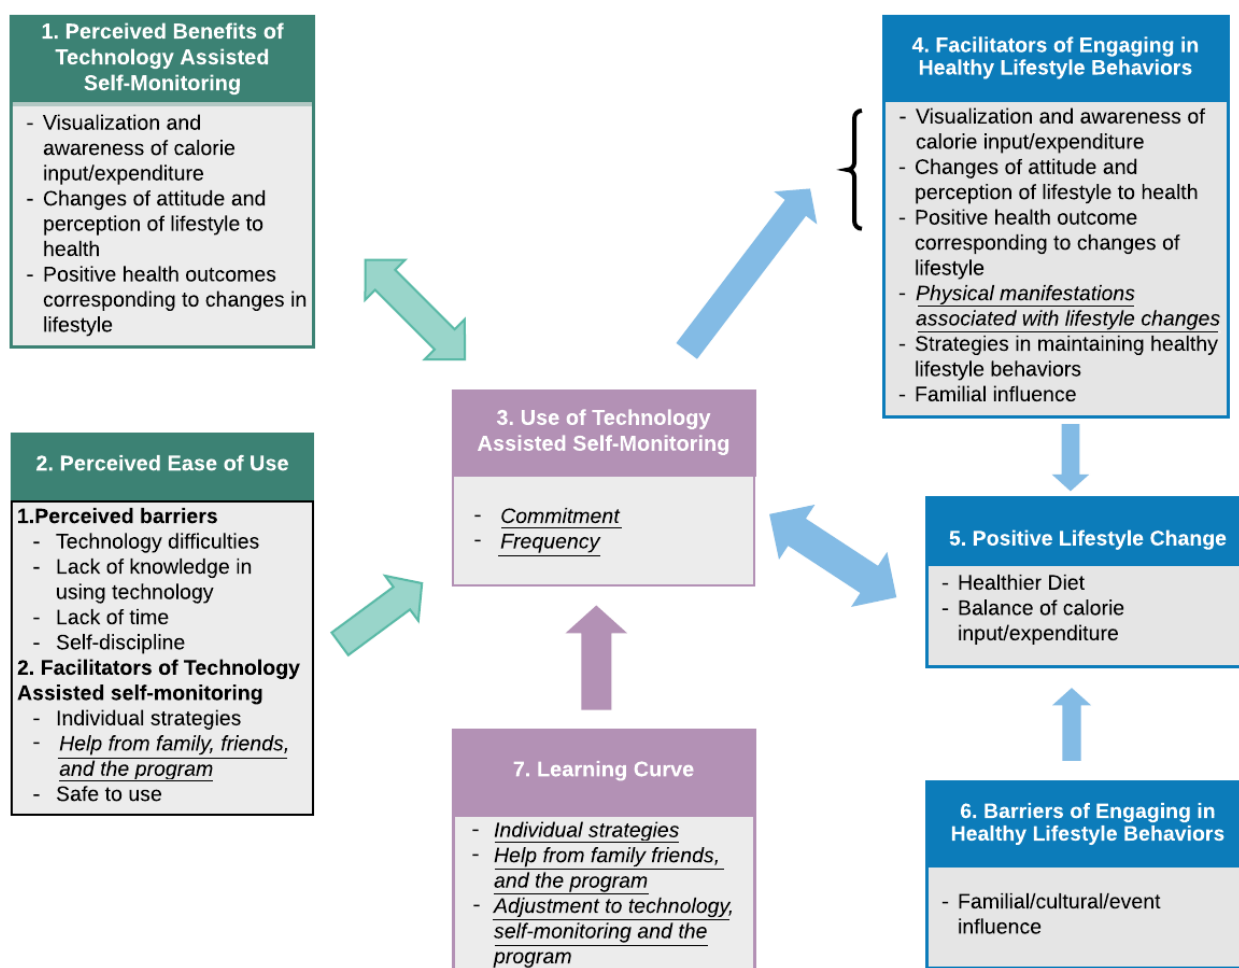 1. Perceived Benefits of
Technology Assisted
Self-Monitoring
- Visualization and
awareness of calorie
input/expenditure
- Changes of attitude and
perception of lifestyle to
health
- Positive health outcomes
corresponding to changes in
lifestyle
2. Perceived Ease of Use
1.Perceived barriers
- Technology difficulties
- Lack of knowledge in
using technology
- Lack of time
- Self-discipline
2. Facilitators of Technology
Assisted self-monitoring
- Individual strategies
- Help from family, friends,
and the program
- Safe to use
3. Use of Technology
Assisted Self-Monitoring
- Commitment
- Frequency
7. Learning Curve
- Individual strategies
- Help from family friends,
and the program
- Adjustment to technology,
self-monitoring and the
program
4. Facilitators of Engaging in
Healthy Lifestyle Behaviors
- Visualization and awareness of
calorie input/expenditure
- Changes of attitude and
perception of lifestyle to health
- Positive health outcome
corresponding to changes of
lifestyle
- Physical manifestations
associated with lifestyle changes
- Strategies in maintaining healthy
lifestyle behaviors
- Familial influence
5. Positive Lifestyle Change
- Healthier Diet
- Balance of calorie
input/expenditure
6. Barriers of Engaging in
Healthy Lifestyle Behaviors
- Familial/cultural/event
influence